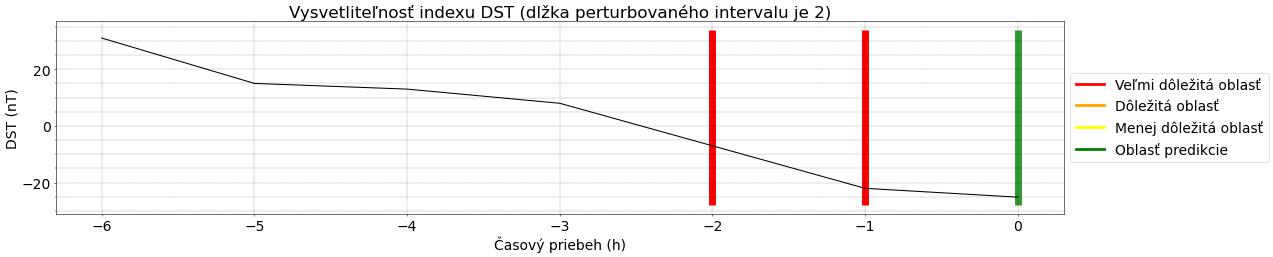 Vysvetliteľnosť indexu DST (dĺžka perturbovaného intervalu je 2)
DST (nT)
20
0
−20
−6 −5 −4 −3 −2 −1 0
Časový priebeh (h)
Veľmi dôležitá oblasť
Dôležitá oblasť
Menej dôležitá oblasť
Oblasť predikcie